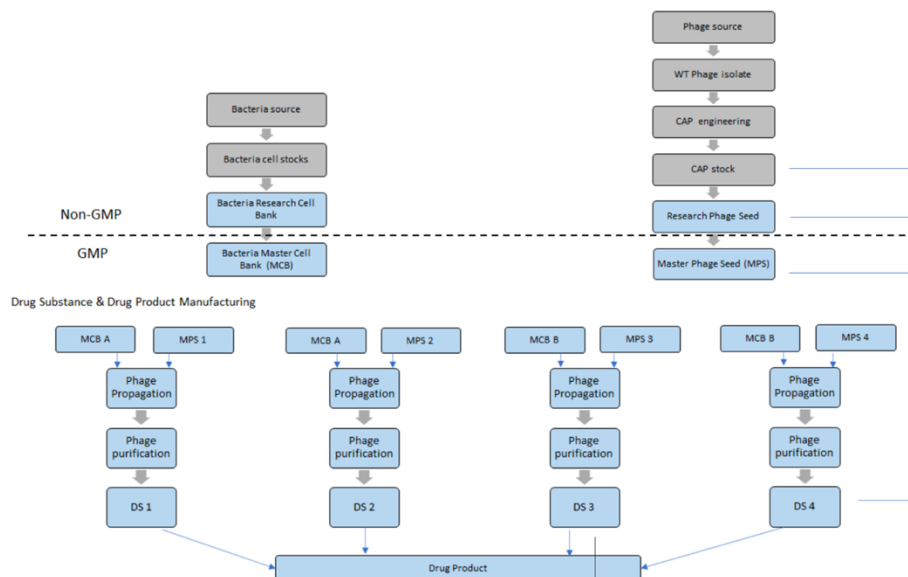 Phage source
WT Phage isolate
Bacteria source
CAP engineering
Bacteria cell stocks
CAP stock
Bacteria Research Cell
Bank
Research Phage Seed
Non-GMP
GMP
Bacteria Master Cell
Bank (MCB)
Master Phage Seed (MPS)
Drug Substance & Drug Product Manufacturing
MCB A
MPS 1
MCB A
MPS 2
MCB B
MPS 3
MCB B
MPS 4
Phage
Propagation
Phage
Propagation
Phage
Propagation
Phage
Propagation
Phage
purification
Phage
purification
Phage
purification
Phage
purification
DS 1
DS 2
DS 3
DS 4
Drug Product